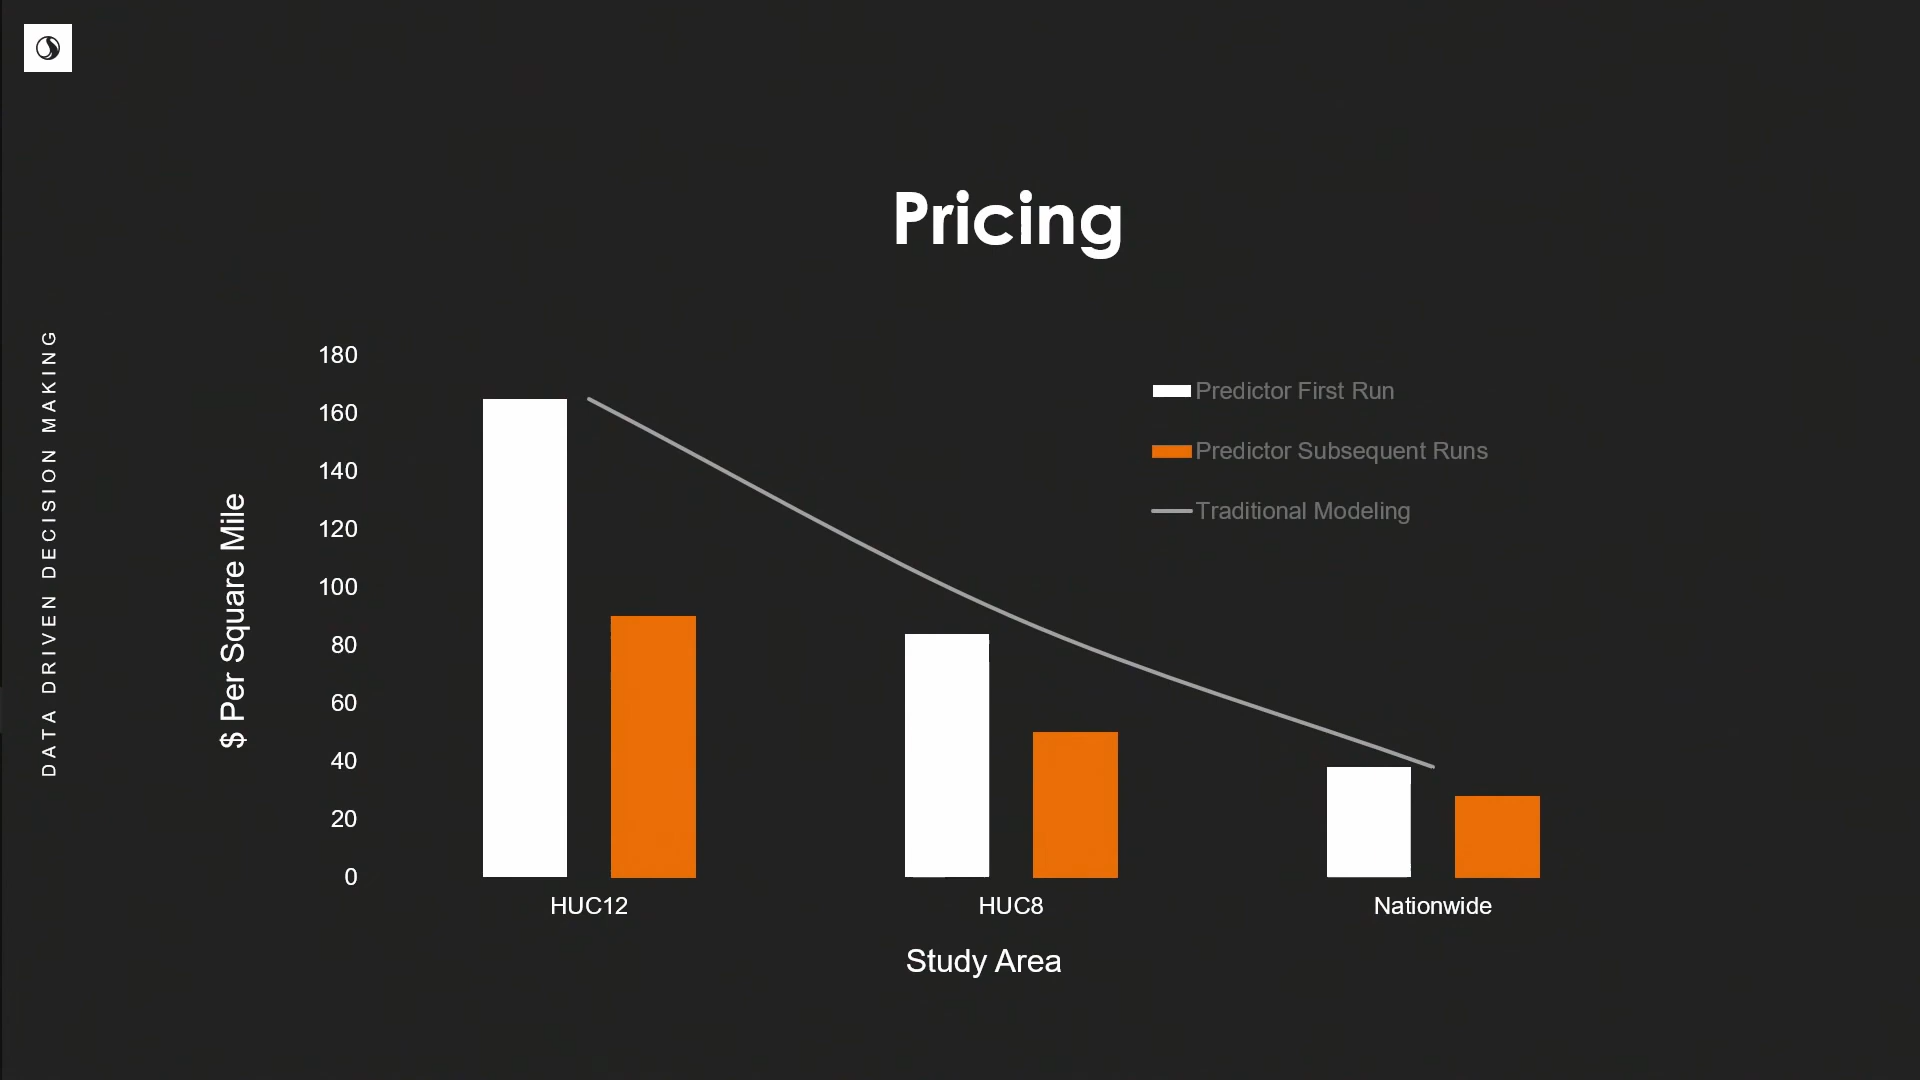 Pricing
DATA DRIVEN DECISION MAKING
$ Per Square Mile
180
160
140
120
100
80
60
40
20
0
Predictor First Run
Predictor Subsequent Runs
Traditional Modeling
HUC12
HUC8
Nationwide
Study Area